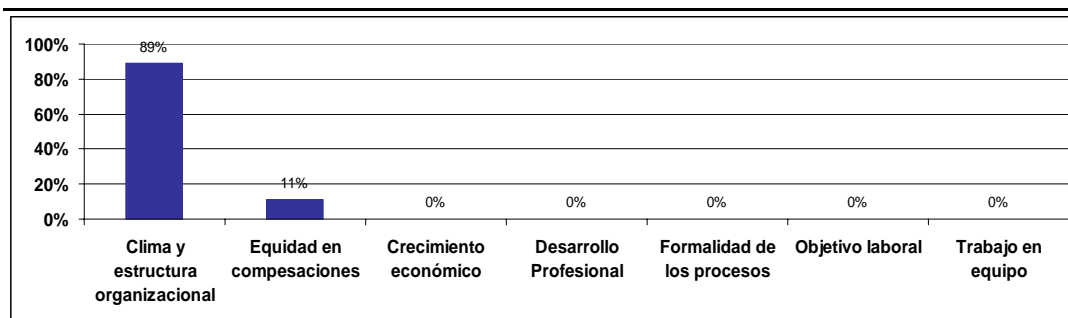 100%
80%
60%
40%
20%
0%
89%
11%
0%
0%
0%
0%
0%
Clima y
estructura
organizacional
Equidad en
compesaciones
Crecimiento
económico
Desarrollo
Profesional
Formalidad de
los procesos
Objetivo laboral
Trabajo en
equipo